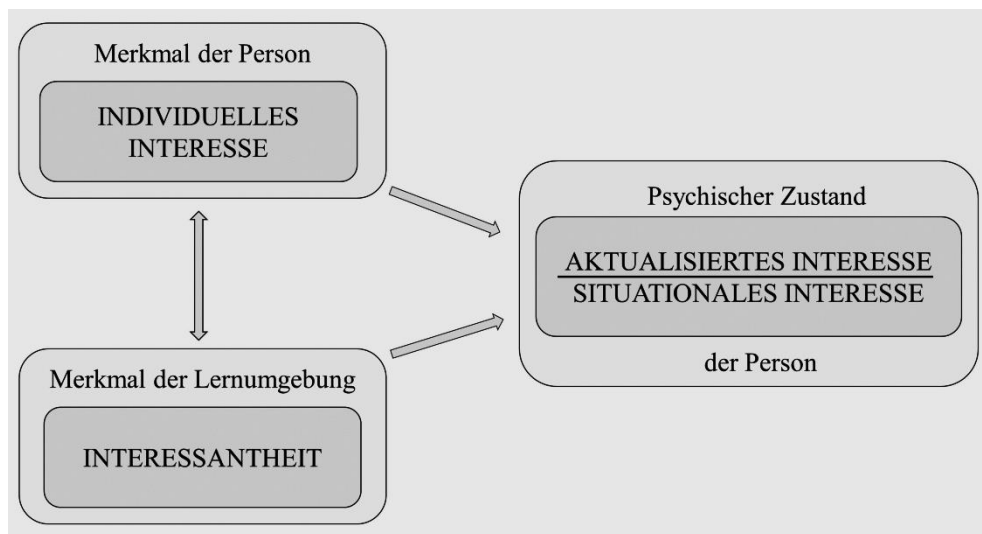 Merkmal der Person
INDIVIDUELLES
INTERESSE
Merkmal der Lernumgebung
INTERESSANTHEIT
Psychischer Zustand
AKTUALISIERTES INTERESSE
SITUATIONALES INTERESSE
der Person